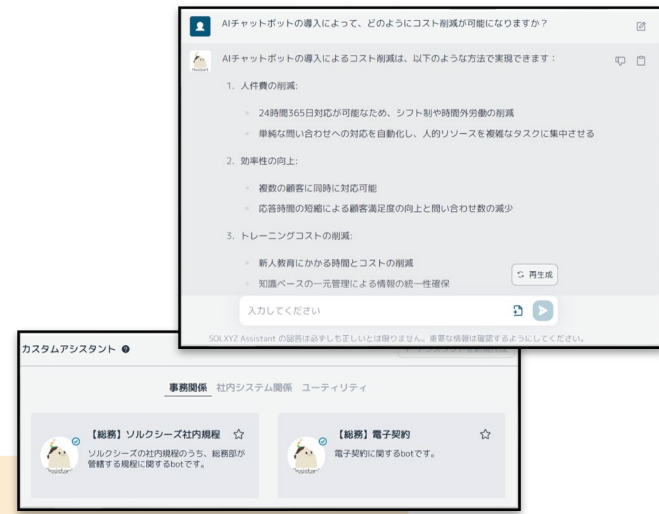 AIチャットボットの導入によって、どのようにコスト削減が可能になりますか？
AIチャットボットの導入によるコスト削減は、以下のような方法で実現できます：
Assistant
1. 人件費の削減:
24時間365日対応が可能なため、シフト制や時間外労働の削減
単純な問い合わせへの対応を自動化し、人的リソースを複雑なタスクに集中させる
2. 効率性の向上:
複数の顧客に同時に対応可能
応答時間の短縮による顧客満足度の向上と問い合わせ数の減少
3. トレーニングコストの削減:
新人教育にかかる時間とコストの削減
知識ベースの一元管理による情報の統一性確保
再生成
入力してください
SOLXYZ Assistant の回答は必ずしも正しいとは限りません。重要な情報は確認するようにしてください。
カスタムアシスタント
事務関係 社内システム関係 ユーティリティ
【総務】ソルクシーズ社内規程
ソルクシーズの社内規程のうち、総務部が
管轄する規程に関するbotです。
Assistant
【総務】電子契約
電子契約に関するbotです。
Assistant